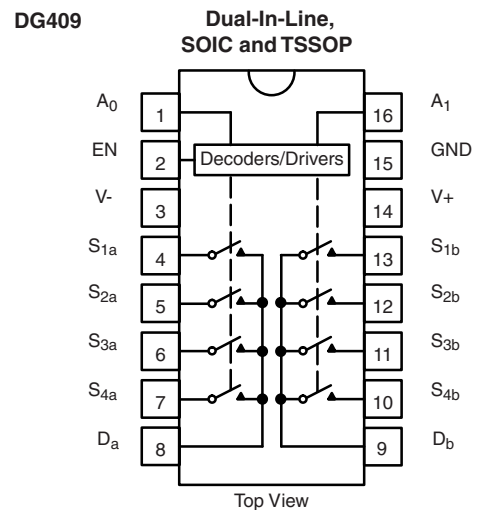 DG409
Dual-In-Line,
SOIC and TSSOP
A0 1 16 A1
EN 2 Decoders/Drivers 15 GND
V- 3 14 V+
S1a 4 13 S1b
S2a 5 12 S2b
S3a 6 11 S3b
S4a 7 10 S4b
Da 8 9 Db
Top View